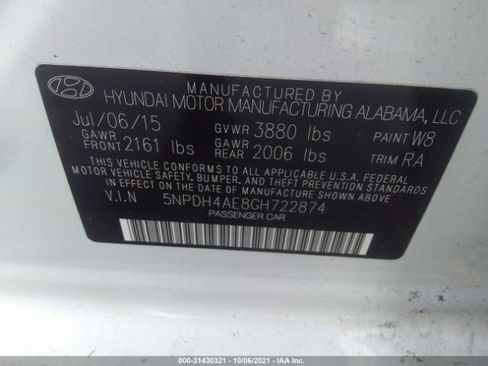 MANUFACTURED BY
HYUNDAI MOTOR MANUFACTURING ALABAMA, LLC
Jul/06/15 GVWR 3880 lbs PAINT W8
GAWR FRONT 2161 lbs GAWR REAR 2006 lbs TRIM RA
THIS VEHICLE CONFORMS TO ALL APPLICABLE U.S.A. FEDERAL
MOTOR VEHICLE SAFETY, BUMPER, AND THEFT PREVENTION
STANDARDS IN EFFECT ON THE DATE OF MANUFACTURE SHOWN ABOVE.
V.I.N 5NPDH4AE8GH722874
PASSENGER CAR
000-31430321 - 10/06/2021 - IAA Inc.